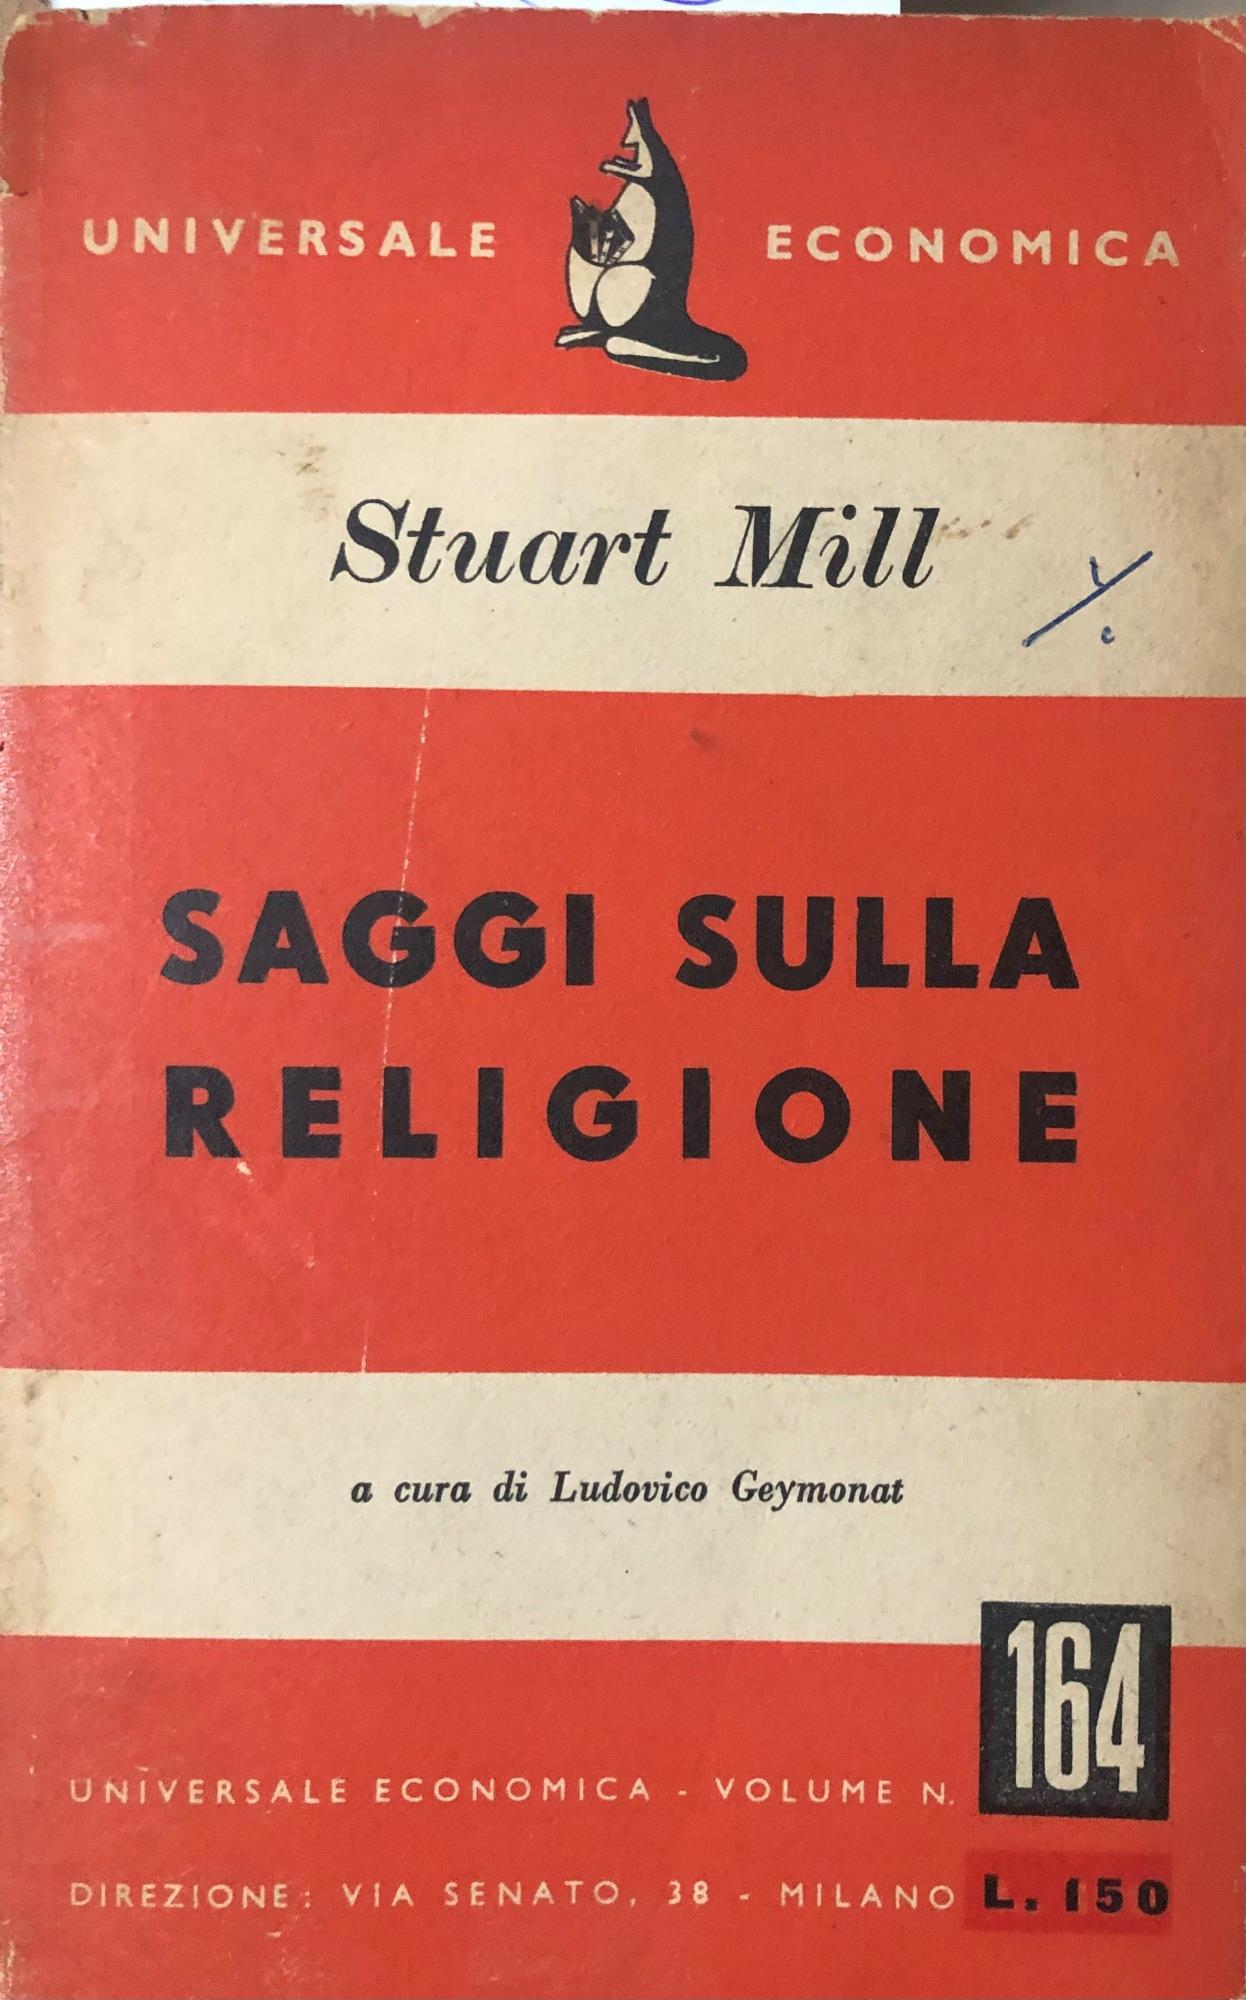 UNIVERSALE ECONOMICA
Stuart Mill
SAGGI SULLA
RELIGIONE
a cura di Ludovico Geymonat
164
UNIVERSALE ECONOMICA - VOLUME N.
DIREZIONE: VIA SENATO, 38 - MILANO L. 150